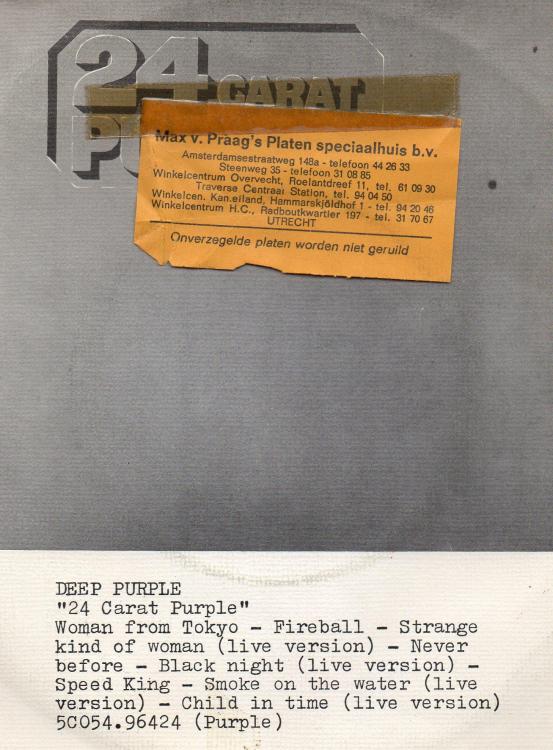 24 CARAT
Max v. Praag's Platen speciaalhuis b.v.
Amsterdamsestraatweg 148a - telefoon 44 26 33
Steenweg 35 - telefoon 31 08 85
Winkelcentrum Overvecht, Roelantdreef 11, tel. 61 09 30
Traverse Centraal Station, tel. 94 04 50
Winkelcen. Kan.eiland, Hammarskjöldhof 1 - tel. 94 20 46
Winkelcentrum H.C., Radboutkwartier 197 - tel. 31 70 67
UTRECHT
Onverzegelde platen worden niet geruild
DEEP PURPLE
"24 Carat Purple"
Woman from Tokyo - Fireball - Strange
kind of woman (live version) - Never
before - Black night (live version) -
Speed King - Smoke on the water (live
version) - Child in time (live version)
5C054.96424 (Purple)